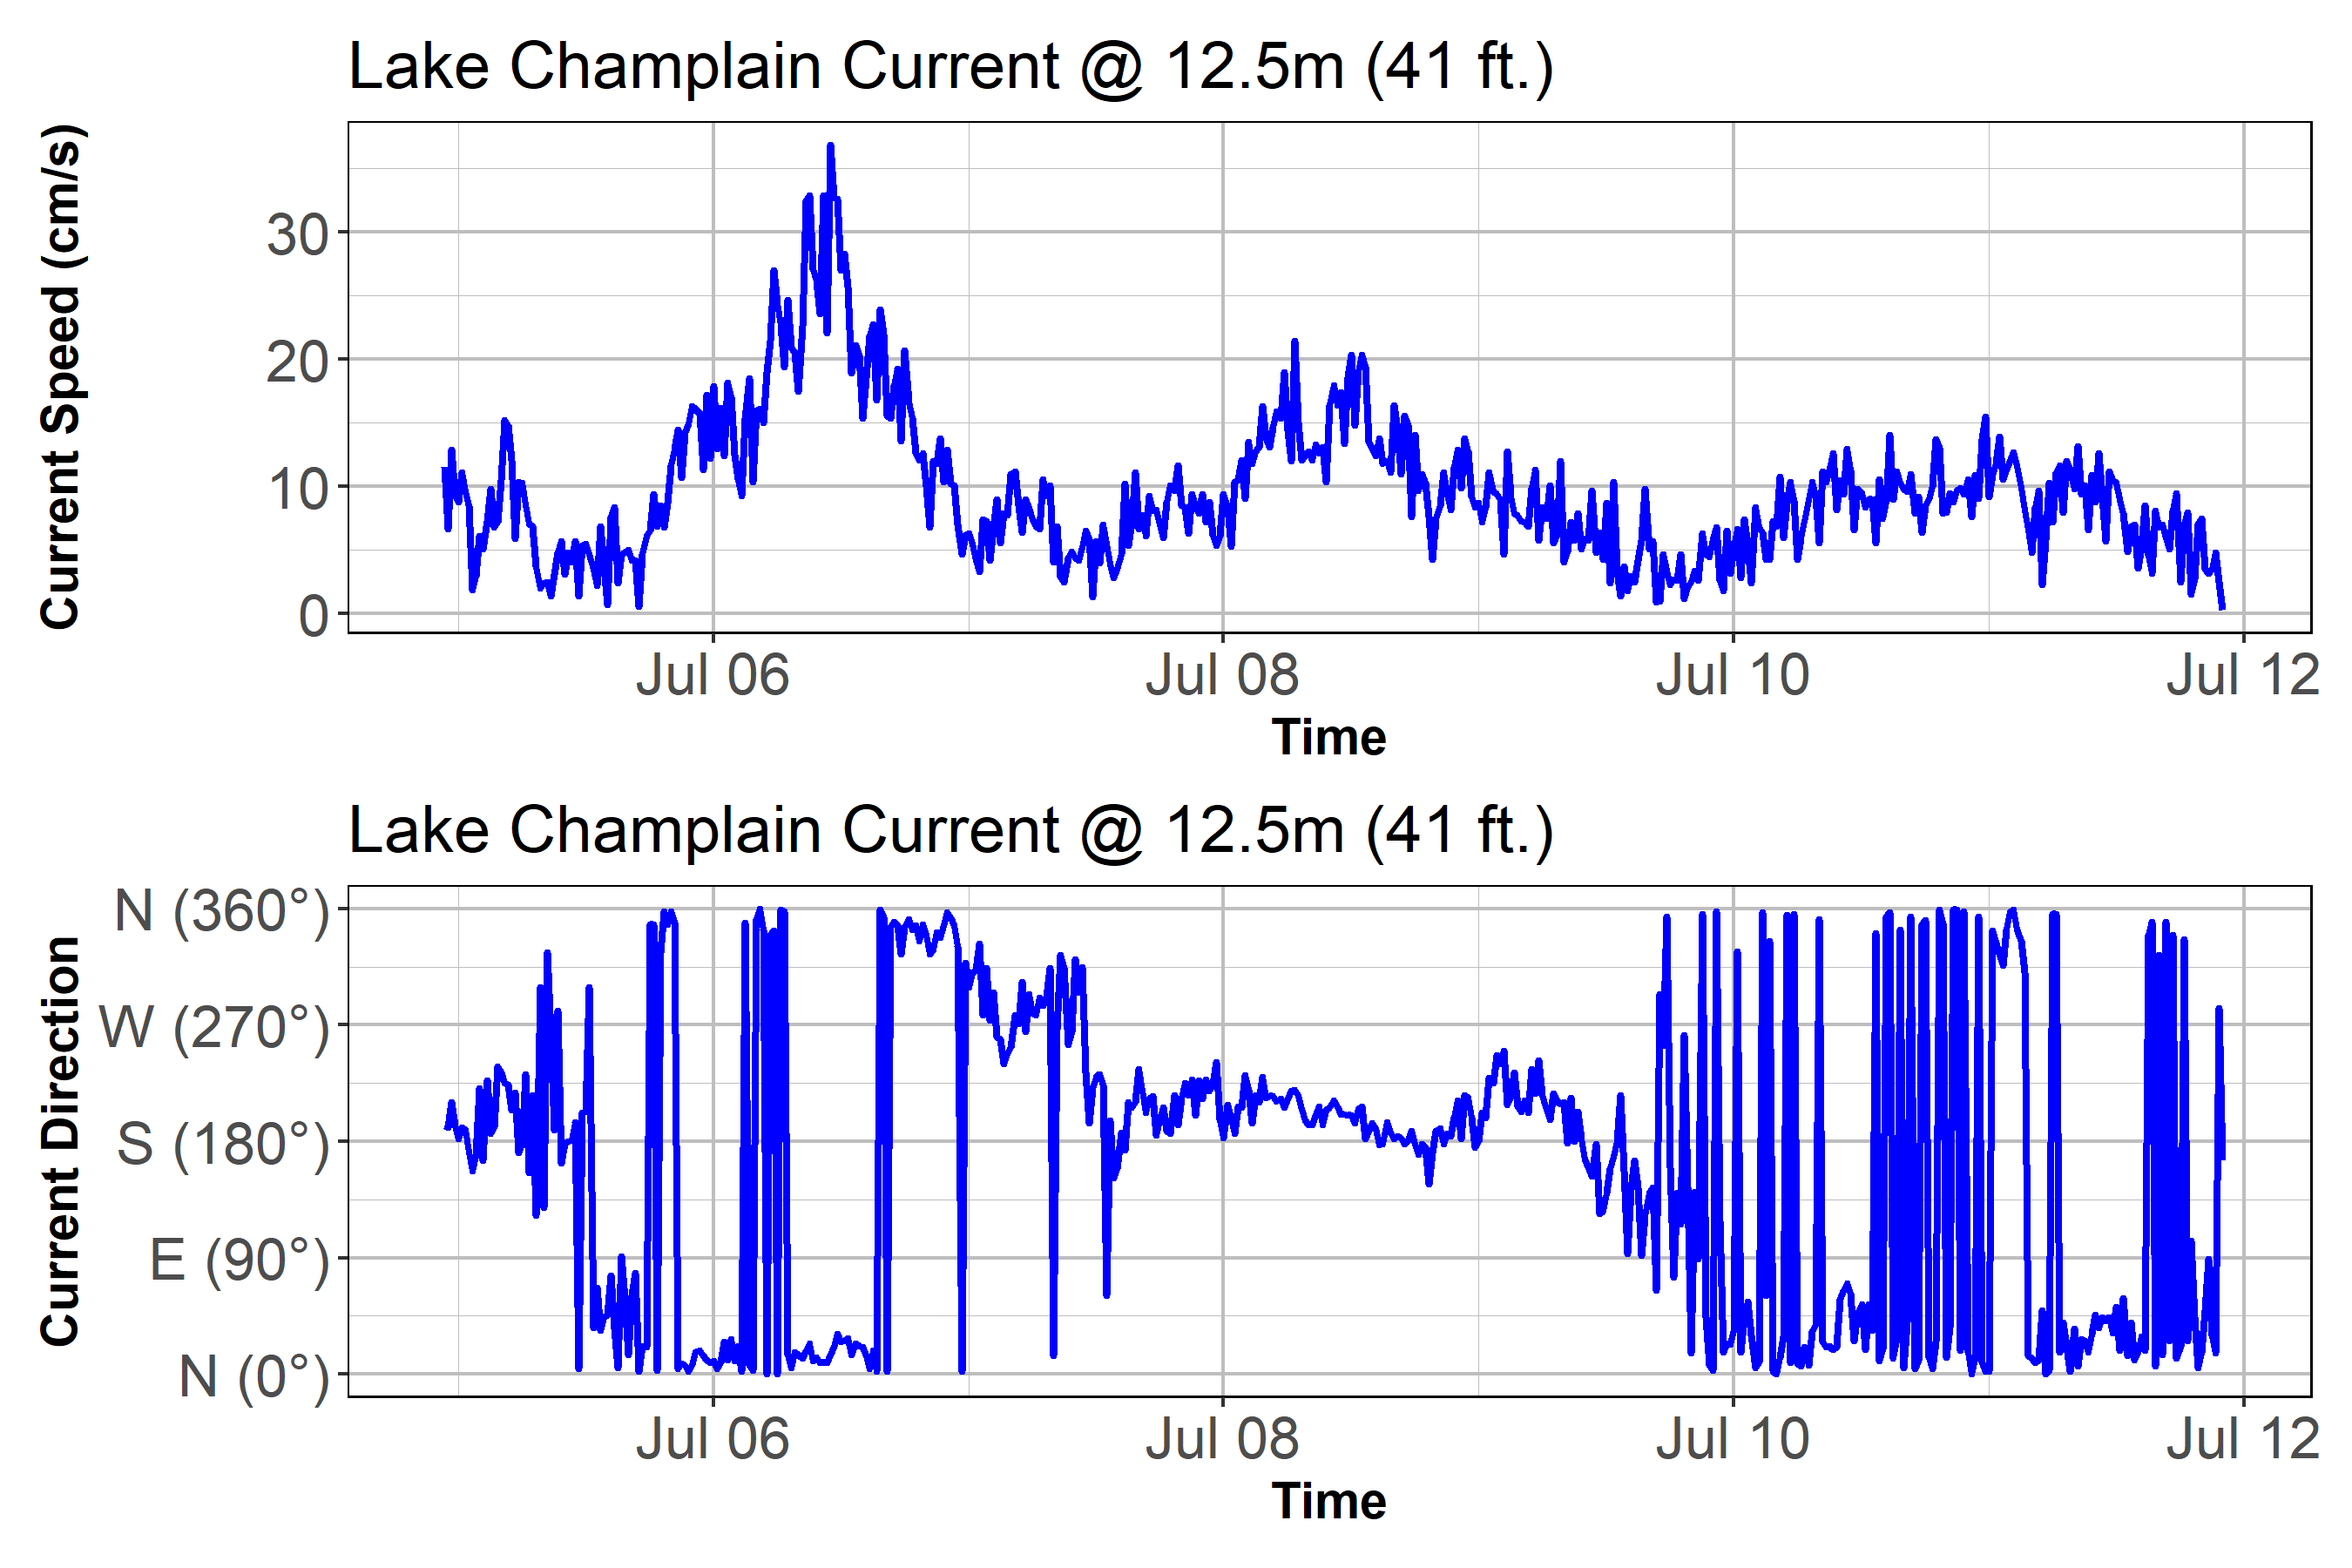 Lake Champlain Current @ 12.5m (41 ft.)
Current Speed (cm/s)
30
20
10
0
Jul 06 Jul 08 Jul 10 Jul 12
Time
Lake Champlain Current @ 12.5m (41 ft.)
Current Direction
N (360°)
W (270°)
S (180°)
E (90°)
N (0°)
Jul 06 Jul 08 Jul 10 Jul 12
Time